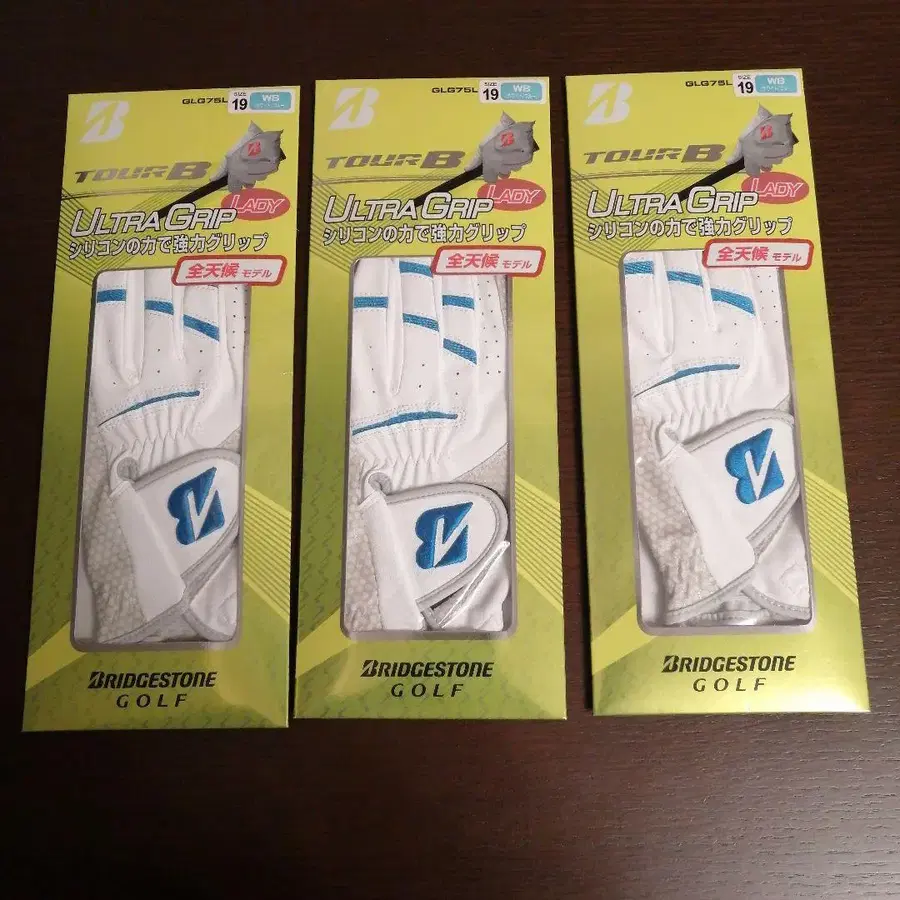 GLG75L
SIZE
19
WB
TOUR B
LADY
ULTRA GRIP
シリコンの力で強力グリップ
全天候 モデル
BRIDGESTONE
GOLF
GLG75L
SIZE
19
WB
TOUR B
LADY
ULTRA GRIP
シリコンの力で強力グリップ
全天候 モデル
BRIDGESTONE
GOLF
GLG75L
SIZE
19
WB
TOUR B
LADY
ULTRA GRIP
シリコンの力で強力グリップ
全天候 モデル
BRIDGESTONE
GOLF